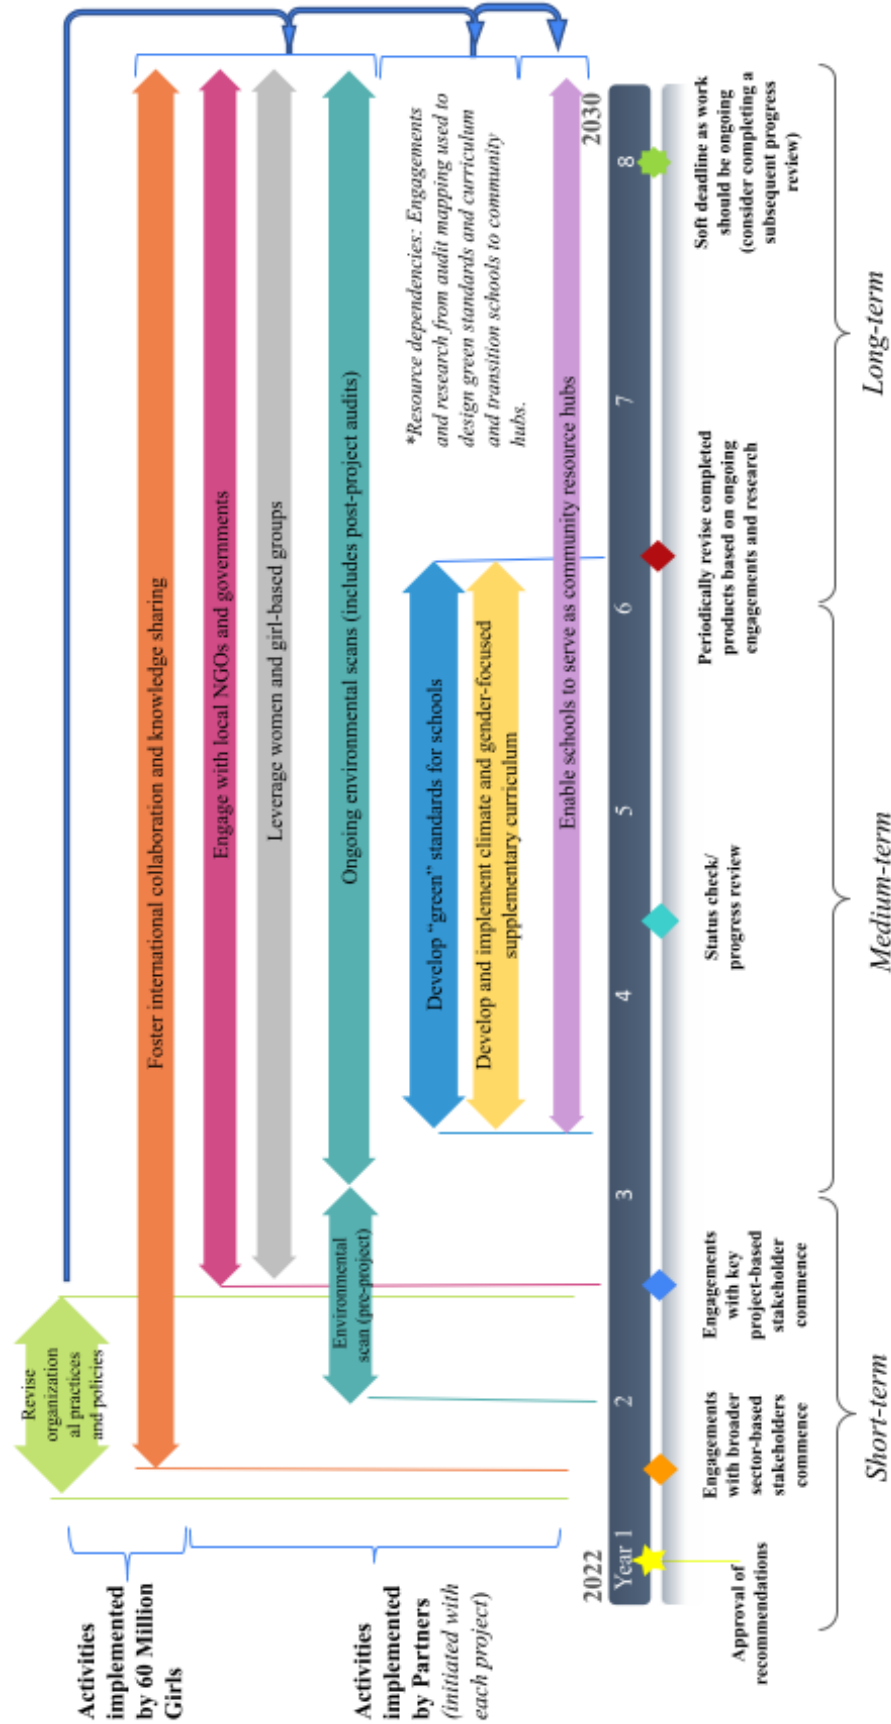 Activities
implemented
by 60 Million
Girls
Activities
implemented
by Partners
(initiated with
each project)
Revise
organization
al practices
and policies
Foster international collaboration and knowledge sharing
Engage with local NGOs and governments
Leverage women and girl-based groups
Environmental
scan (pre-project)
Ongoing environmental scans (includes post-project audits)
Develop “green” standards for schools
Develop and implement climate and gender-focused
supplementary curriculum
*Resource dependencies: Engagements
and research from audit mapping used to
design green standards and curriculum
and transition schools to community
hubs.
Enable schools to serve as community resource hubs
2022
2030
Year 1
2
3
4
5
6
7
8
Approval of
recommendations
Engagements
with broader
sector-based
stakeholders
commence
Engagements
with key
project-based
stakeholder
commence
Status check/
progress review
Periodically revise completed
products based on ongoing
engagements and research
Soft deadline as work
should be ongoing
(consider completing a
subsequent progress
review)
Short-term
Medium-term
Long-term